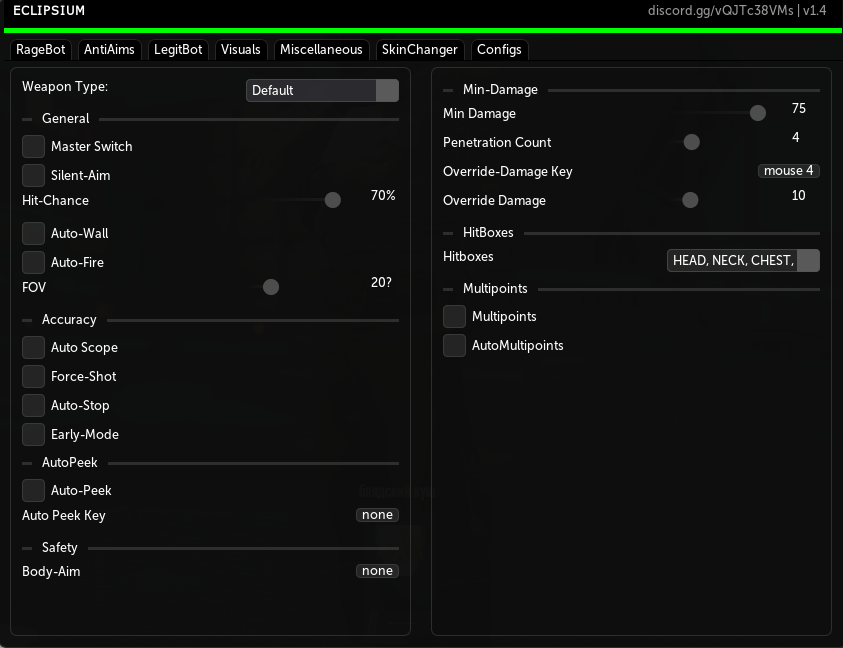 ECLIPSIUM discord.gg/vQJTc38VMs | v1.4
RageBot AntiAims LegitBot Visuals Miscellaneous SkinChanger Configs
Weapon Type: Default
General
Master Switch
Silent-Aim
Hit-Chance 70%
Auto-Wall
Auto-Fire
FOV 20?
Accuracy
Auto Scope
Force-Shot
Auto-Stop
Early-Mode
AutoPeek
Auto-Peek
Auto Peek Key none
Safety
Body-Aim none
Min-Damage
Min Damage 75
Penetration Count 4
Override-Damage Key mouse 4
Override Damage 10
HitBoxes
Hitboxes HEAD, NECK, CHEST,
Multipoints
Multipoints
AutoMultipoints